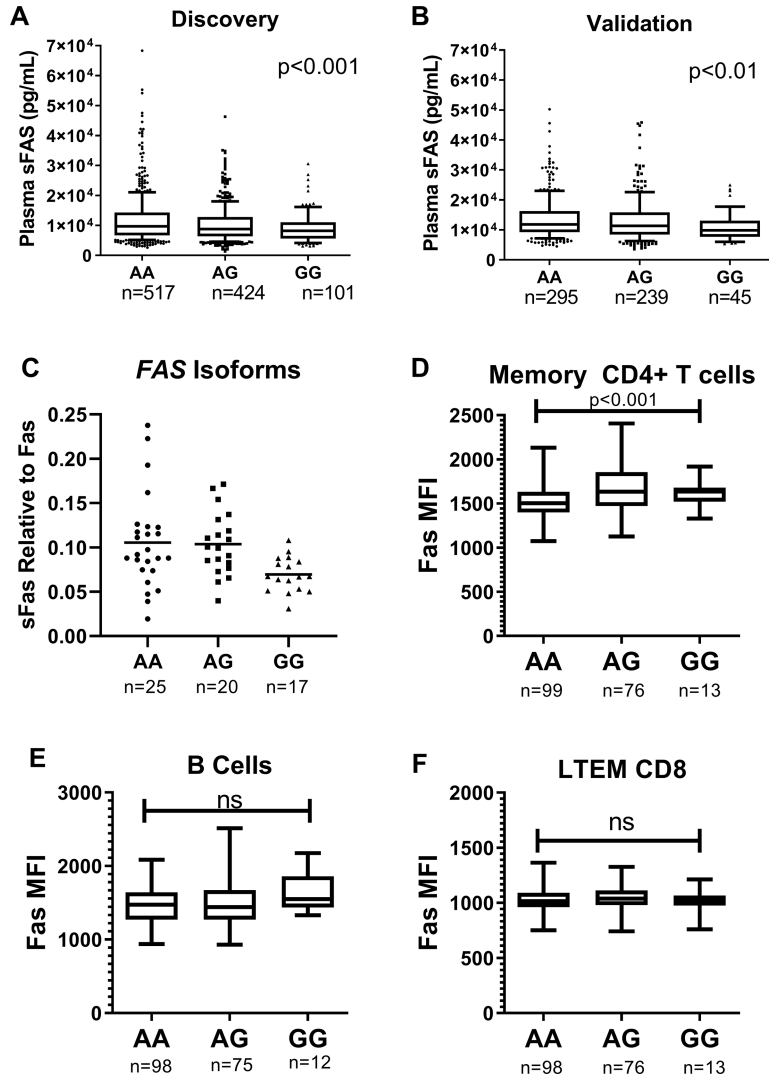 A
Discovery
Plasma sFAS (pg/mL)
7×10⁴
6×10⁴
5×10⁴
4×10⁴
3×10⁴
2×10⁴
1×10⁴
0
p<0.001
AA AG GG
n=517 n=424 n=101
B
Validation
Plasma sFAS (pg/mL)
7×10⁴
6×10⁴
5×10⁴
4×10⁴
3×10⁴
2×10⁴
1×10⁴
0
p<0.01
AA AG GG
n=295 n=239 n=45
C
FAS Isoforms
sFas Relative to Fas
0.25
0.20
0.15
0.10
0.05
0.00
AA AG GG
n=25 n=20 n=17
D
Memory CD4+ T cells
p<0.001
Fas MFI
2500
2000
1500
1000
500
0
AA AG GG
n=99 n=76 n=13
E
B Cells
ns
Fas MFI
3000
2000
1000
0
AA AG GG
n=98 n=75 n=12
F
LTEM CD8
ns
Fas MFI
2000
1500
1000
500
0
AA AG GG
n=98 n=76 n=13